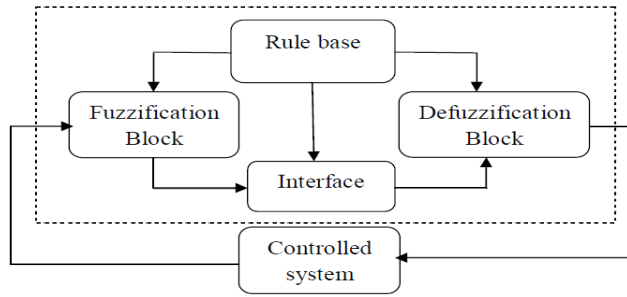 Rule base
Fuzzification
Block
Defuzzification
Block
Interface
Controlled
system